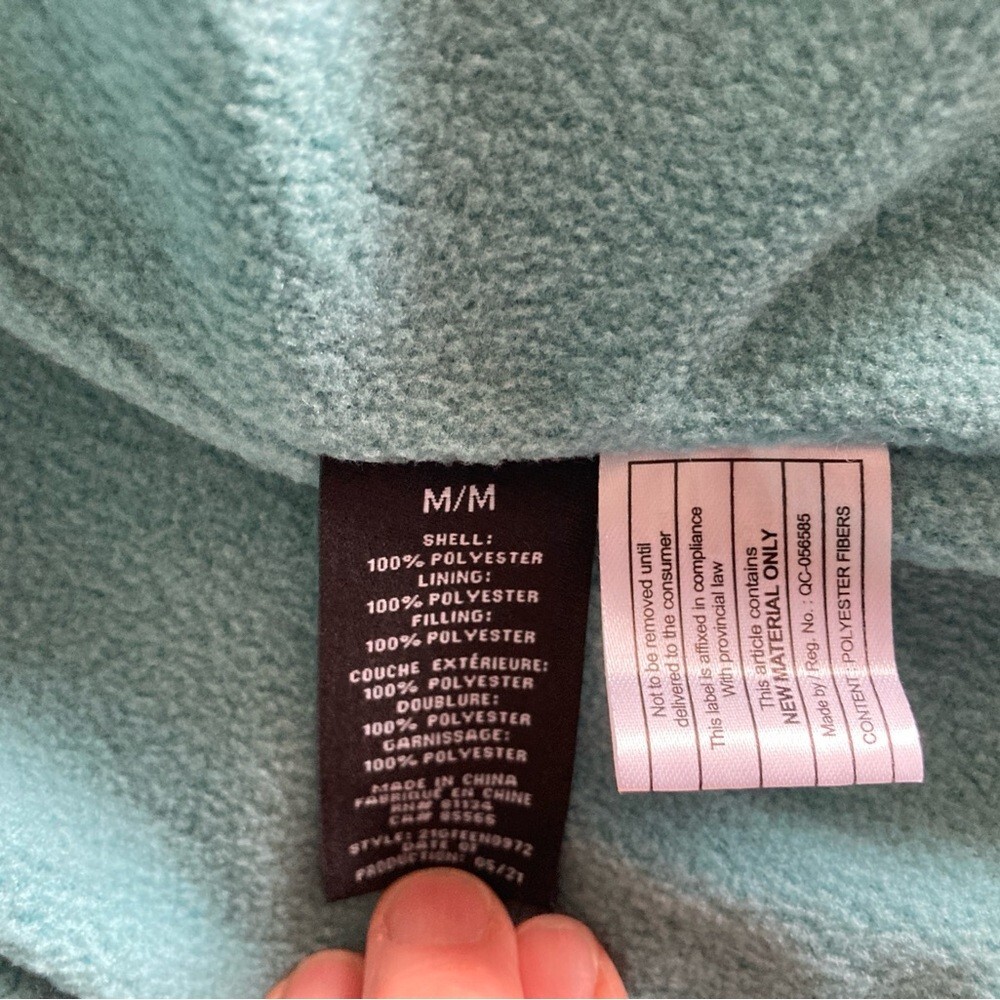 M/M
SHELL:
100% POLYESTER
LINING:
100% POLYESTER
FILLING:
100% POLYESTER
COUCHE EXTÉRIEURE:
100% POLYESTER
DOUBLURE:
100% POLYESTER
GARNISSAGE:
100% POLYESTER
MADE IN CHINA
FABRIQUÉ EN CHINE
RN# 81134
CA#
STYLE:
DATE OF
PRODUCTION: 05/21
Not to be removed until
delivered to the consumer
This label is affixed in compliance
With provincial law
This article contains
NEW MATERIAL ONLY
Made by / Reg. No. : QC-056585
CONTENT: POLYESTER FIBERS